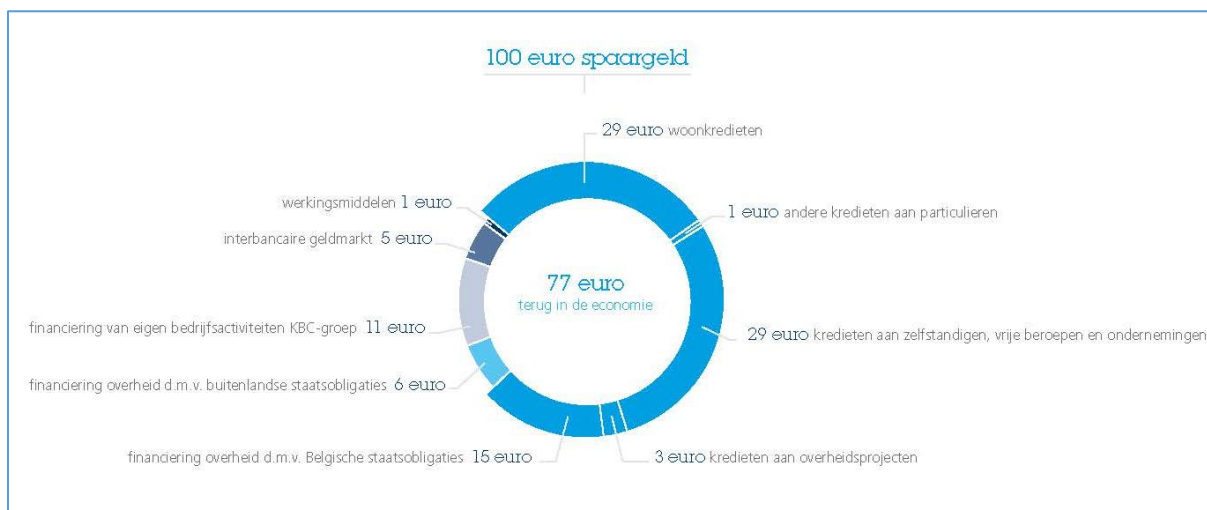 100 euro spaargeld
29 euro woonkredieten
1 euro andere kredieten aan particulieren
29 euro kredieten aan zelfstandigen, vrije beroepen en ondernemingen
3 euro kredieten aan overheidsprojecten
financiering overheid d.m.v. Belgische staatsobligaties 15 euro
financiering overheid d.m.v. buitenlandse staatsobligaties 6 euro
financiering van eigen bedrijfsactiviteiten KBC-groep 11 euro
interbancaire geldmarkt 5 euro
werkingsmiddelen 1 euro
77 euro
terug in de economie